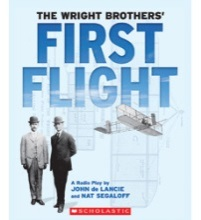 THE WRIGHT BROTHERS'
FIRST
FLIGHT
A Radio Play by
JOHN de LANCIE
and NAT SEGALOFF
SCHOLASTIC